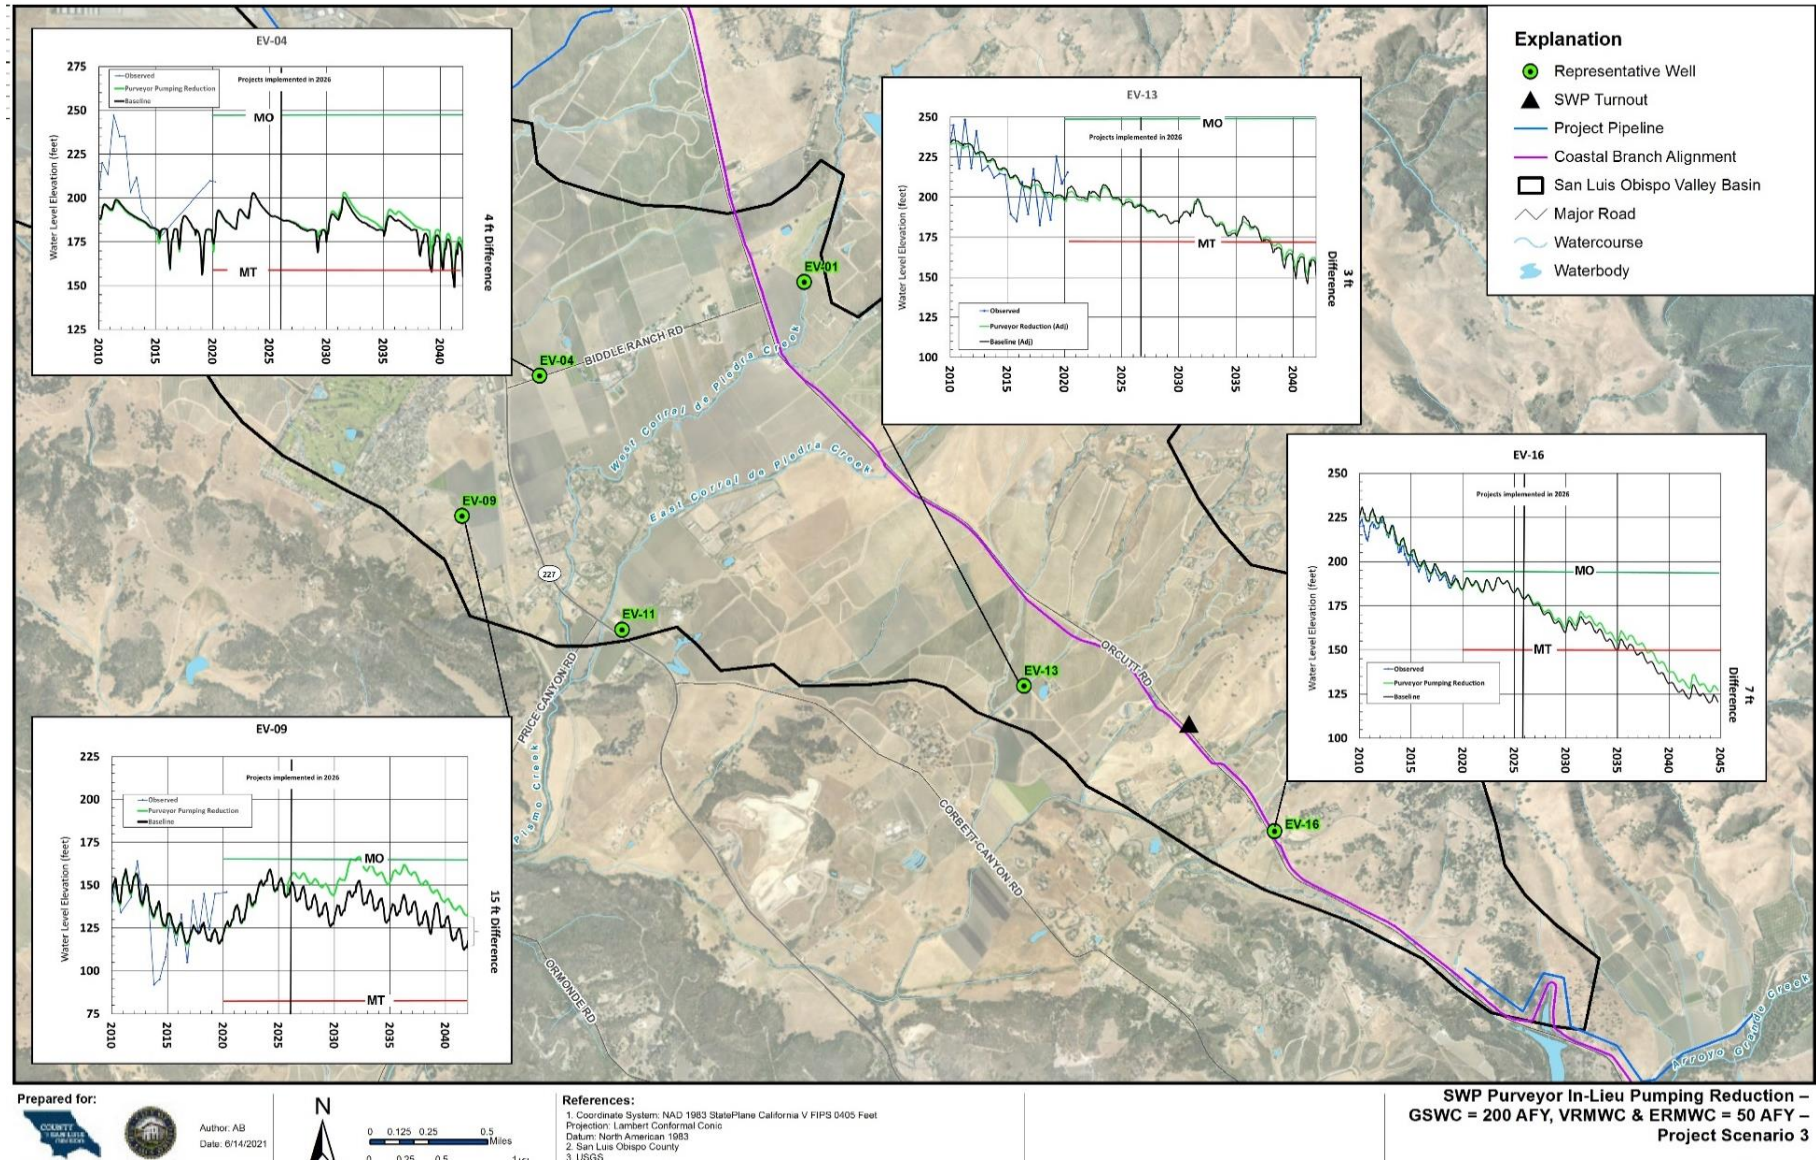 EV-04
275
250
225
200
175
150
125
Water Level Elevation (feet)
Observed
Purveyor Pumping Reduction
Baseline
Projects implemented in 2026
MO
MT
4 ft Difference
2010
2015
2020
2025
2030
2035
2040
EV-13
250
225
200
175
150
125
100
Water Level Elevation (feet)
Projects implemented in 2026
MO
MT
Observed
Purveyor Reduction (Adj)
Baseline (Adj)
3 ft
Difference
2010
2015
2020
2025
2030
2035
2040
Explanation
Representative Well
SWP Turnout
Project Pipeline
Coastal Branch Alignment
San Luis Obispo Valley Basin
Major Road
Watercourse
Waterbody
EV-01
EV-04
BIDDLE RANCH RD
West Corral de Piedra Creek
East Corral de Piedra Creek
EV-09
227
EV-11
PRICE CANYON RD
EV-13
ORCUTT RD
EV-16
CORBETT CANYON RD
Pismo Creek
ORMONDE RD
Arroyo Grande Creek
EV-16
250
225
200
175
150
125
100
Water Level Elevation (feet)
Projects implemented in 2026
MO
MT
Observed
Purveyor Pumping Reduction
Baseline
7 ft
Difference
2010
2015
2020
2025
2030
2035
2040
2045
EV-09
225
200
175
150
125
100
75
Water Level Elevation (feet)
Projects implemented in 2026
Observed
Purveyor Pumping Reduction
Baseline
MO
MT
15 ft Difference
2010
2015
2020
2025
2030
2035
2040
Prepared for:
COUNTY
Author: AB
Date: 6/14/2021
N
0 0.125 0.25 0.5
Miles
0 0.25 0.5
References:
1. Coordinate System: NAD 1983 StatePlane California V FIPS 0405 Feet
Projection: Lambert Conformal Conic
Datum: North American 1983
2. San Luis Obispo County
3. USGS
SWP Purveyor In-Lieu Pumping Reduction –
GSWC = 200 AFY, VRMWC & ERMWC = 50 AFY –
Project Scenario 3